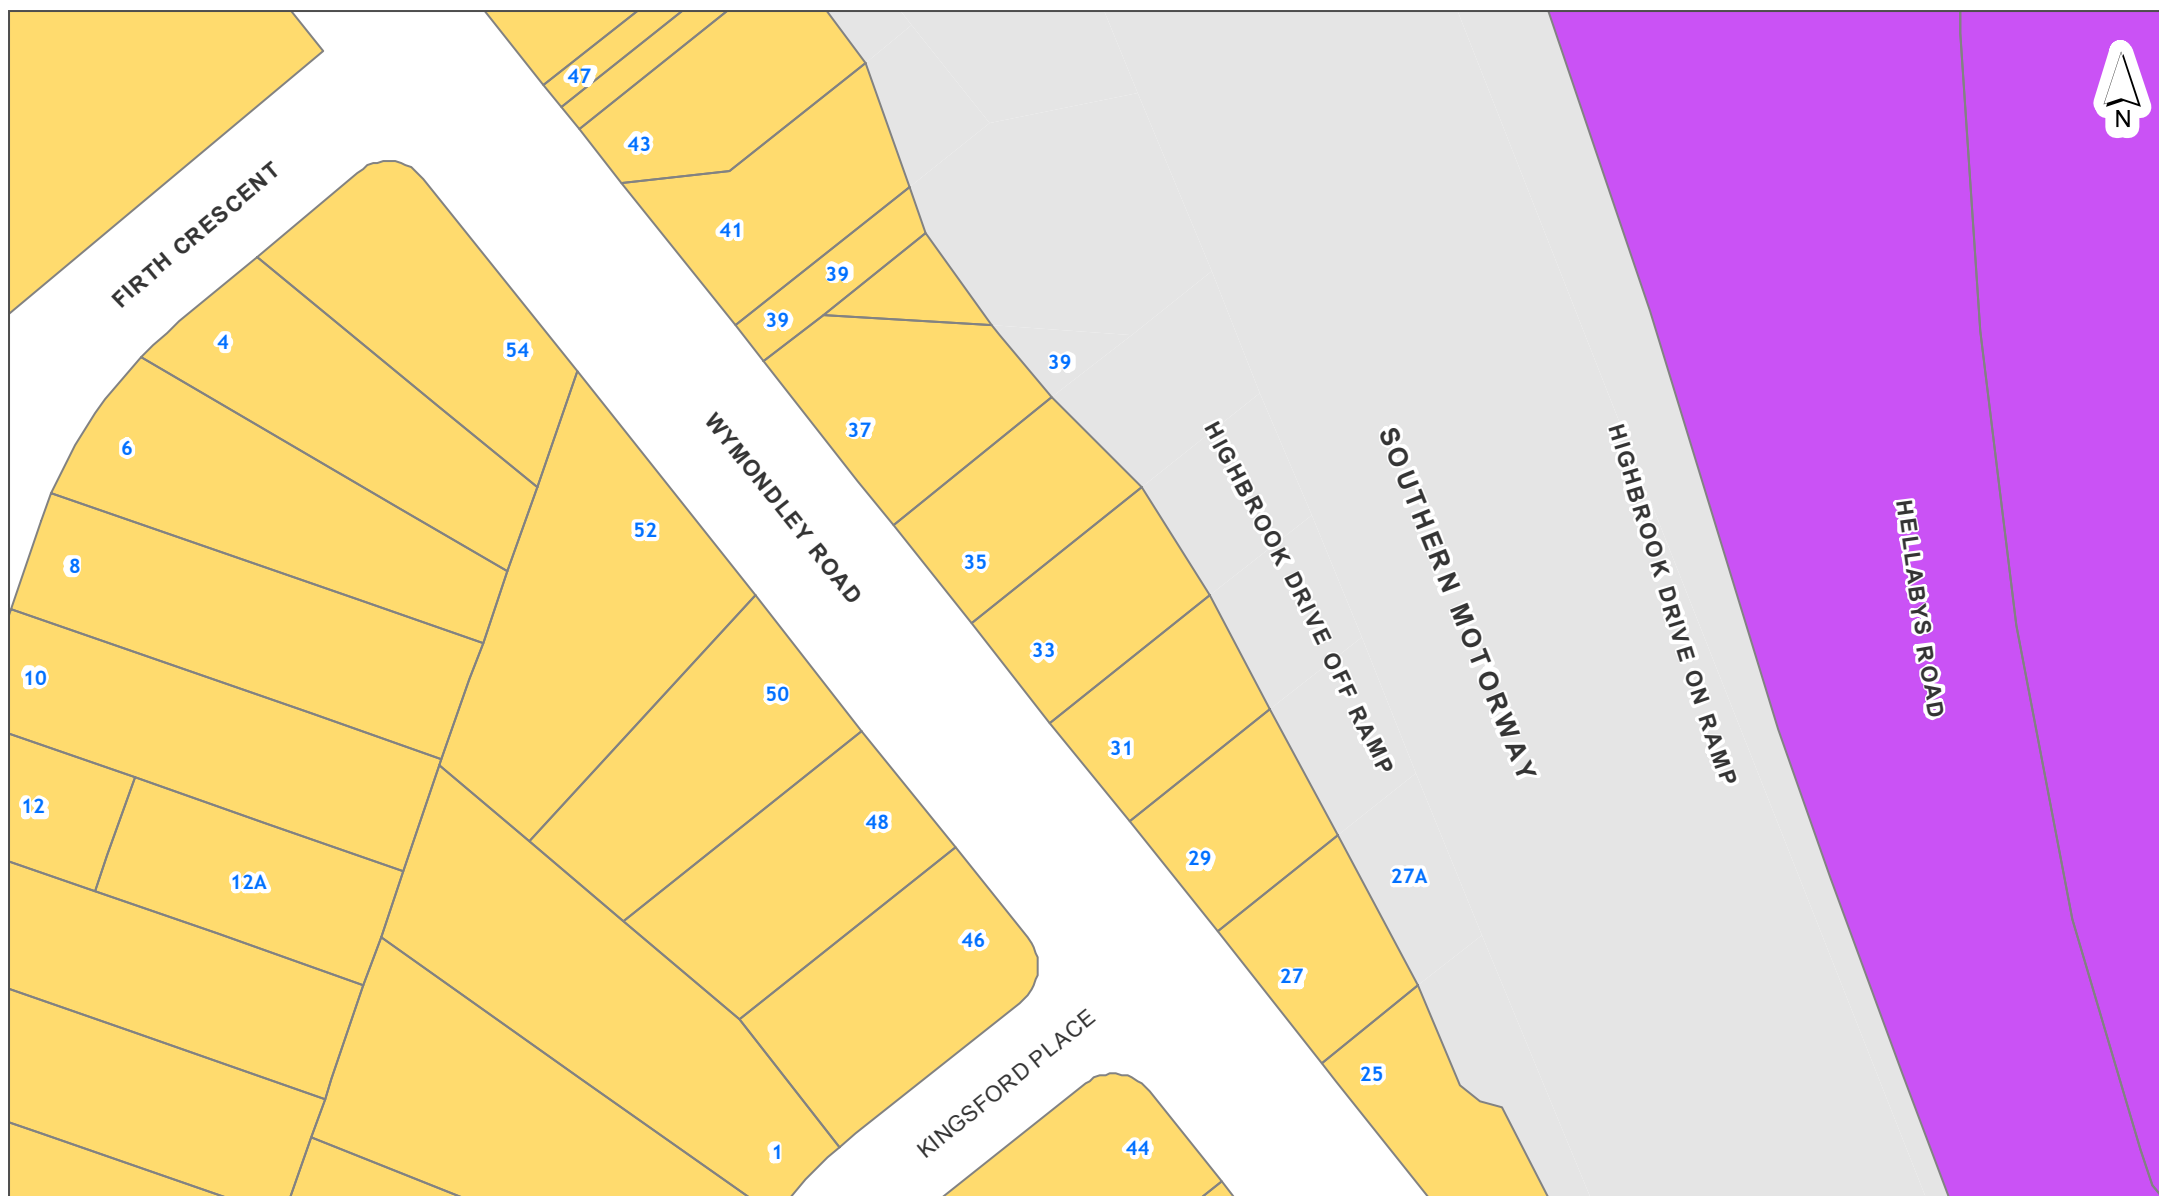 47
N
43
FIRTH CRESCENT
41
39
39
4
54
39
37
6
WYMONDLEY ROAD
HIGHBROOK DRIVE OFF RAMP
SOUTHERN MOTORWAY
HIGHBROOK DRIVE ON RAMP
HELLABYS ROAD
52
35
8
33
10
50
31
12
48
29
27A
12A
46
27
25
KINGSFORD PLACE
44
1